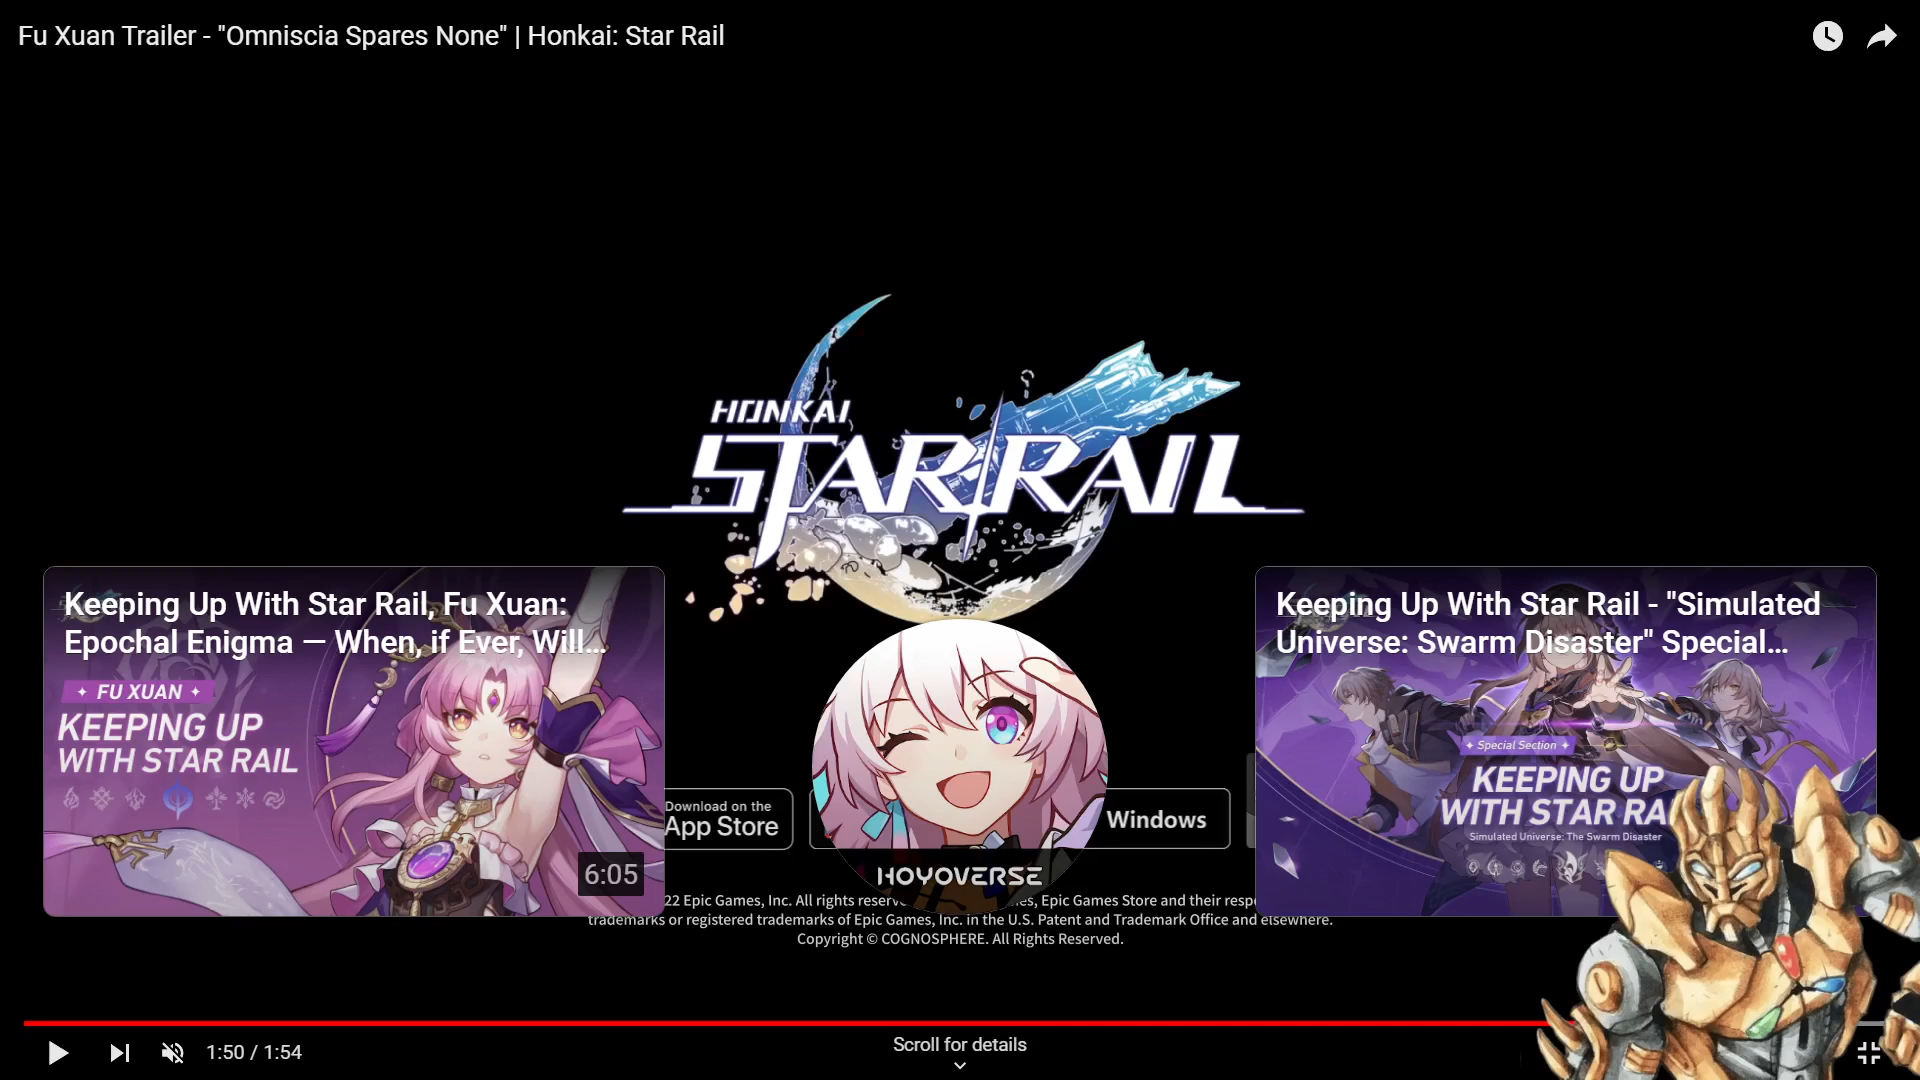 Fu Xuan Trailer - "Omniscia Spares None" | Honkai: Star Rail
HONKAI
STAR RAIL
Keeping Up With Star Rail, Fu Xuan:
Epochal Enigma — When, if Ever, Will...
FU XUAN
KEEPING UP
WITH STAR RAIL
6:05
Keeping Up With Star Rail - "Simulated
Universe: Swarm Disaster" Special...
Special Section
KEEPING UP
WITH STAR RA
Simulated Universe: The Swarm Disaster
Download on the
App Store
Windows
HOYOVERSE
22 Epic Games, Inc. All rights reserv es, Epic Games Store and their resp
trademarks or registered trademarks of Epic Games, Inc. in the U.S. Patent and Trademark Office and elsewhere.
Copyright © COGNOSPHERE. All Rights Reserved.
1:50 / 1:54
Scroll for details